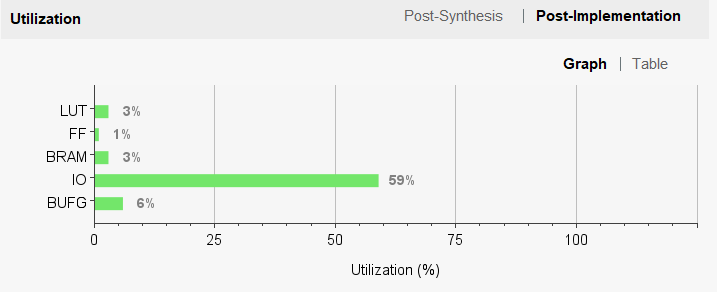 Utilization Post-Synthesis | Post-Implementation
Graph | Table
LUT 3%
FF 1%
BRAM 3%
IO 59%
BUFG 6%
0 25 50 75 100
Utilization (%)